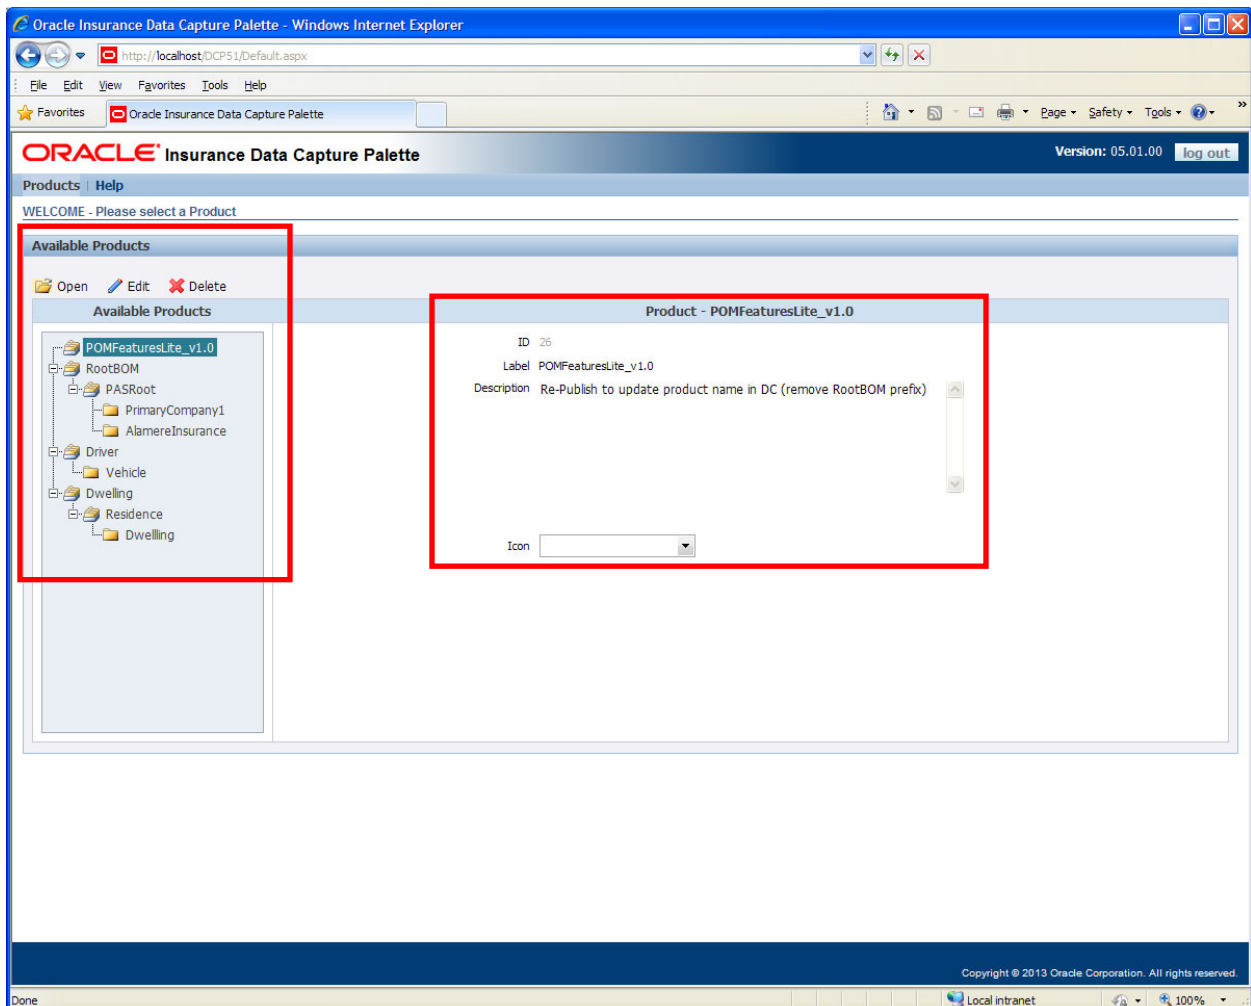 Oracle Insurance Data Capture Palette - Windows Internet Explorer
http://localhost/DCP51/Default.aspx
File Edit View Favorites Tools Help
Favorites Oracle Insurance Data Capture Palette Page Safety Tools
ORACLE Insurance Data Capture Palette Version: 05.01.00 log out
Products | Help
WELCOME - Please select a Product
Available Products
Open Edit Delete
Available Products
POMFeaturesLite_v1.0
RootBOM
PASRoot
PrimaryCompany1
AlamereInsurance
Driver
Vehicle
Dwelling
Residence
Dwellling
Product - POMFeaturesLite_v1.0
ID 26
Label POMFeaturesLite_v1.0
Description Re-Publish to update product name in DC (remove RootBOM prefix)
Icon
Copyright © 2013 Oracle Corporation. All rights reserved.
Done Local intranet 100%